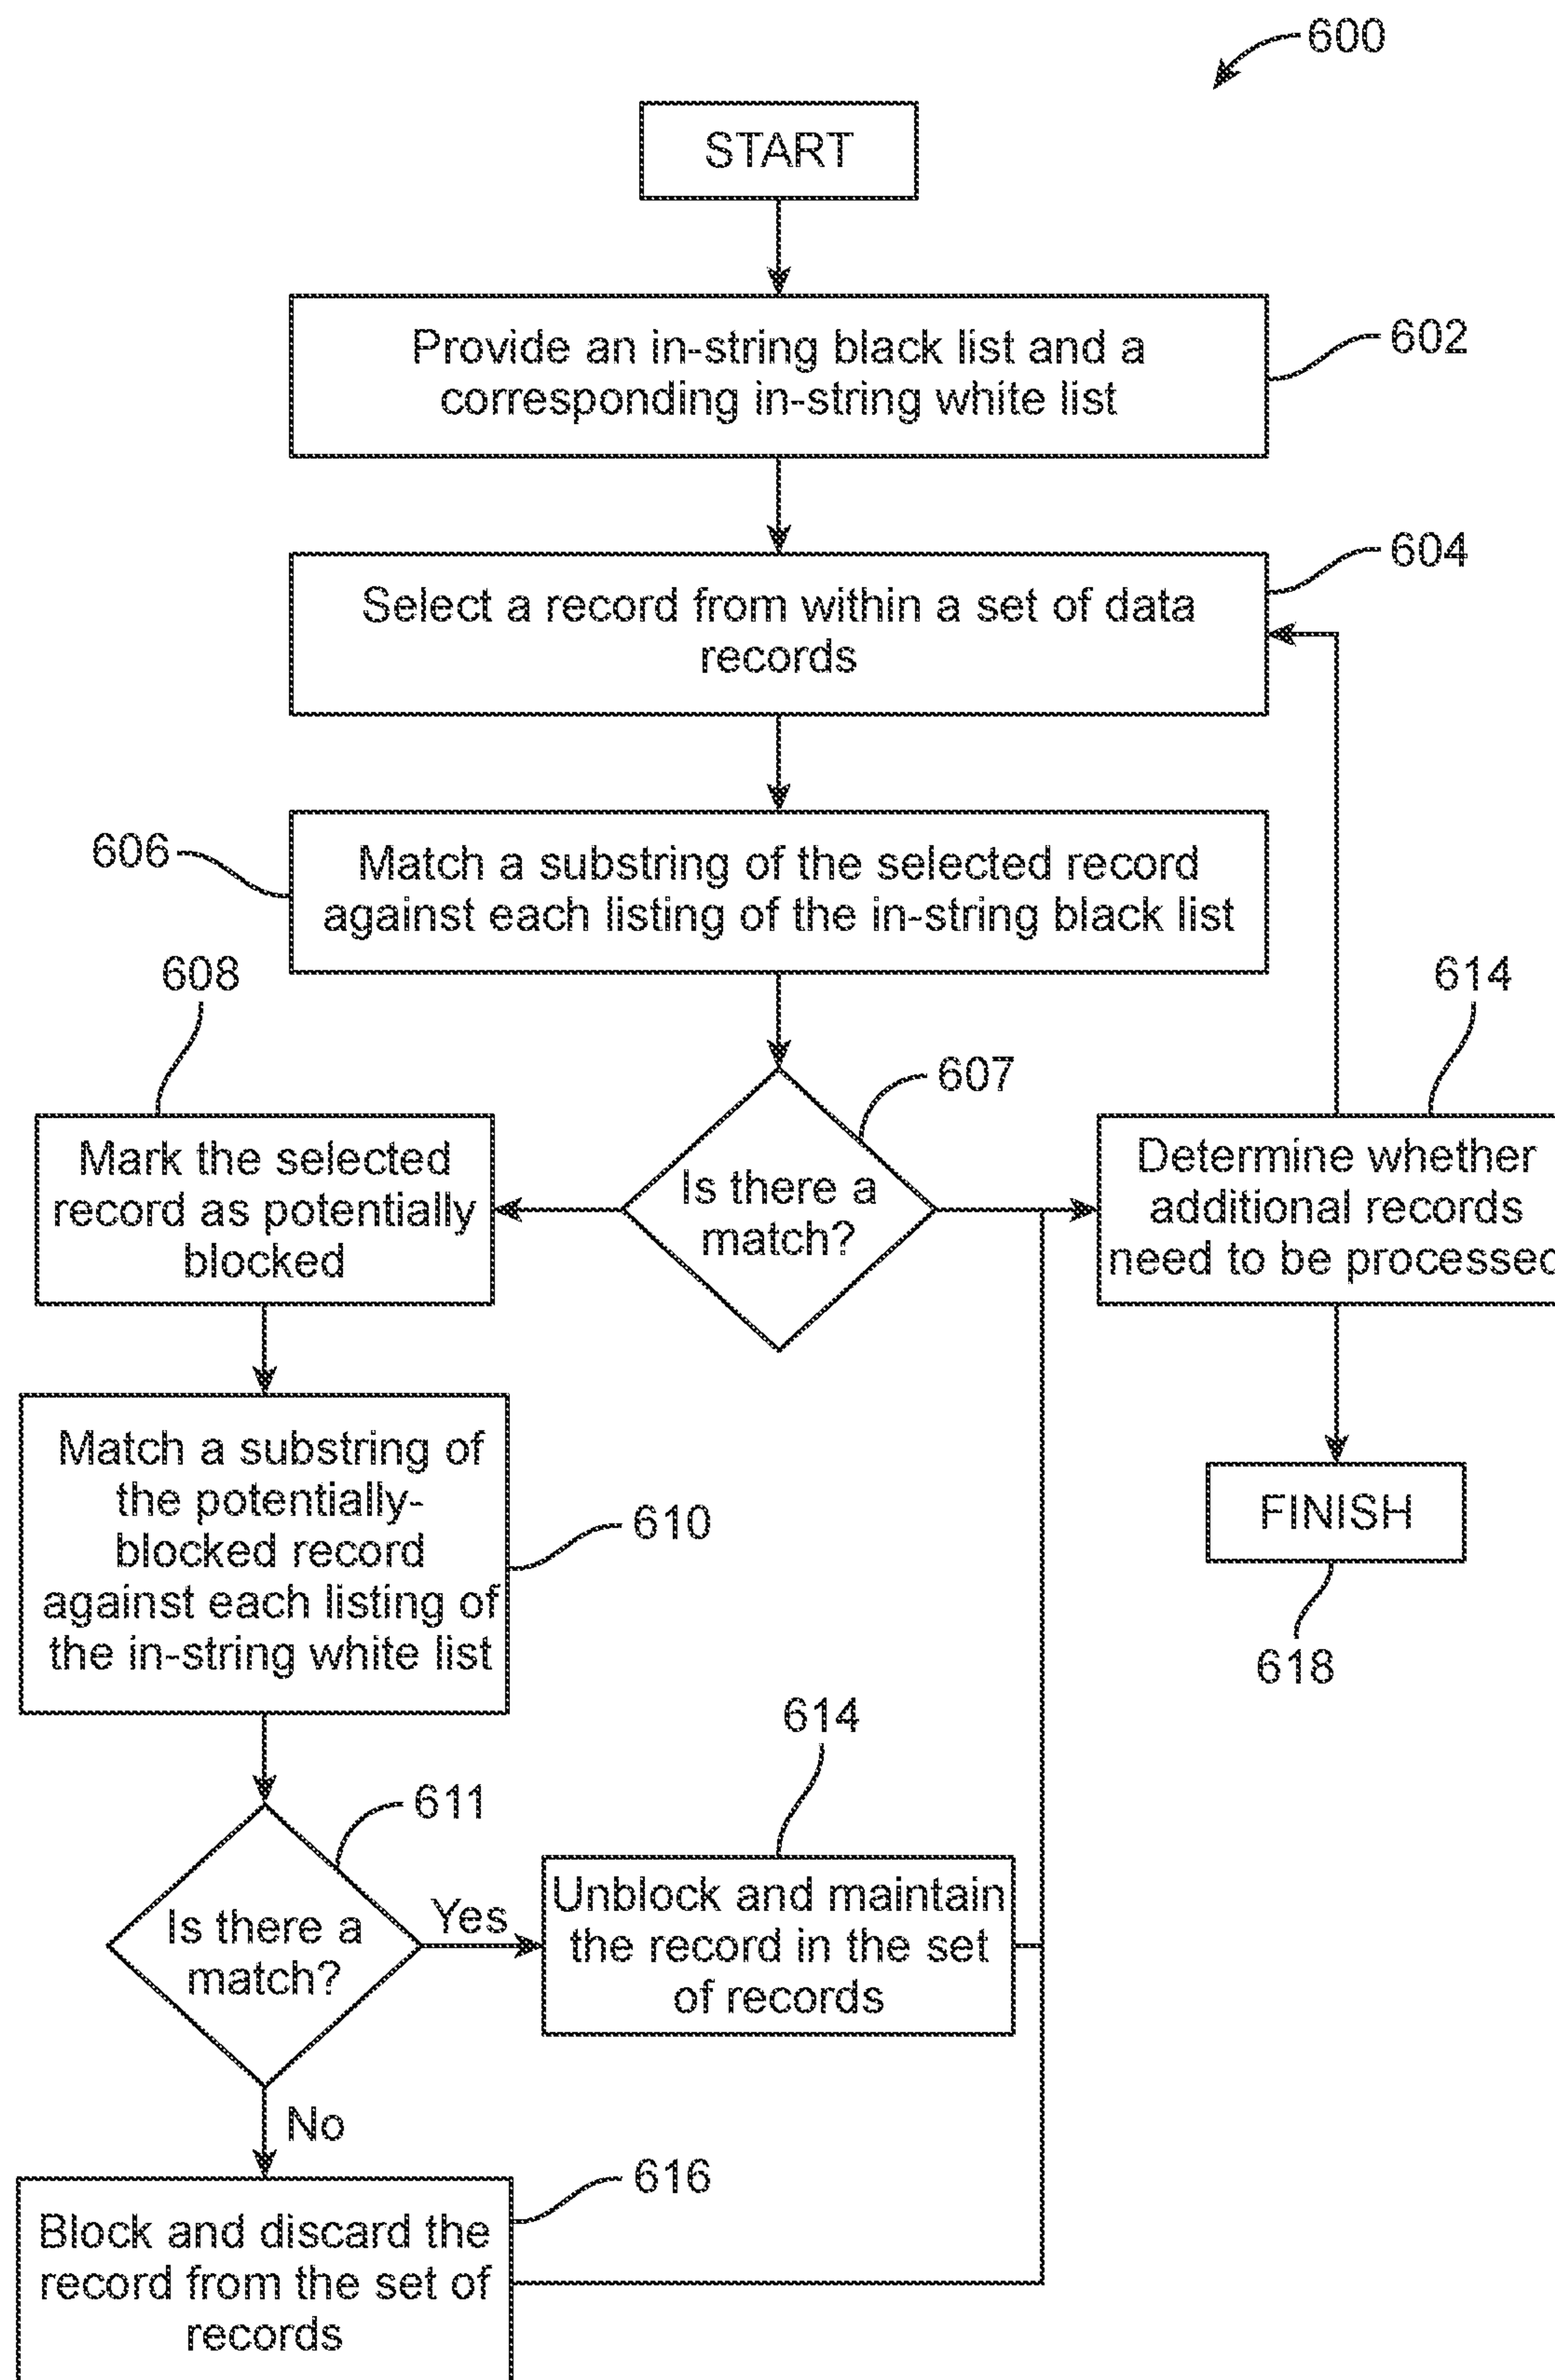 600
START
Provide an in-string black list and a
corresponding in-string white list
602
Select a record from within a set of data
records
604
606
Match a substring of the selected record
against each listing of the in-string black list
608
Mark the selected
record as potentially
blocked
607
Is there a
match?
614
Determine whether
additional records
need to be processed
Match a substring of
the potentially-
blocked record
against each listing of
the in-string white list
610
FINISH
618
611
Is there a
match?
Yes
614
Unblock and maintain
the record in the set
of records
No
616
Block and discard the
record from the set of
records